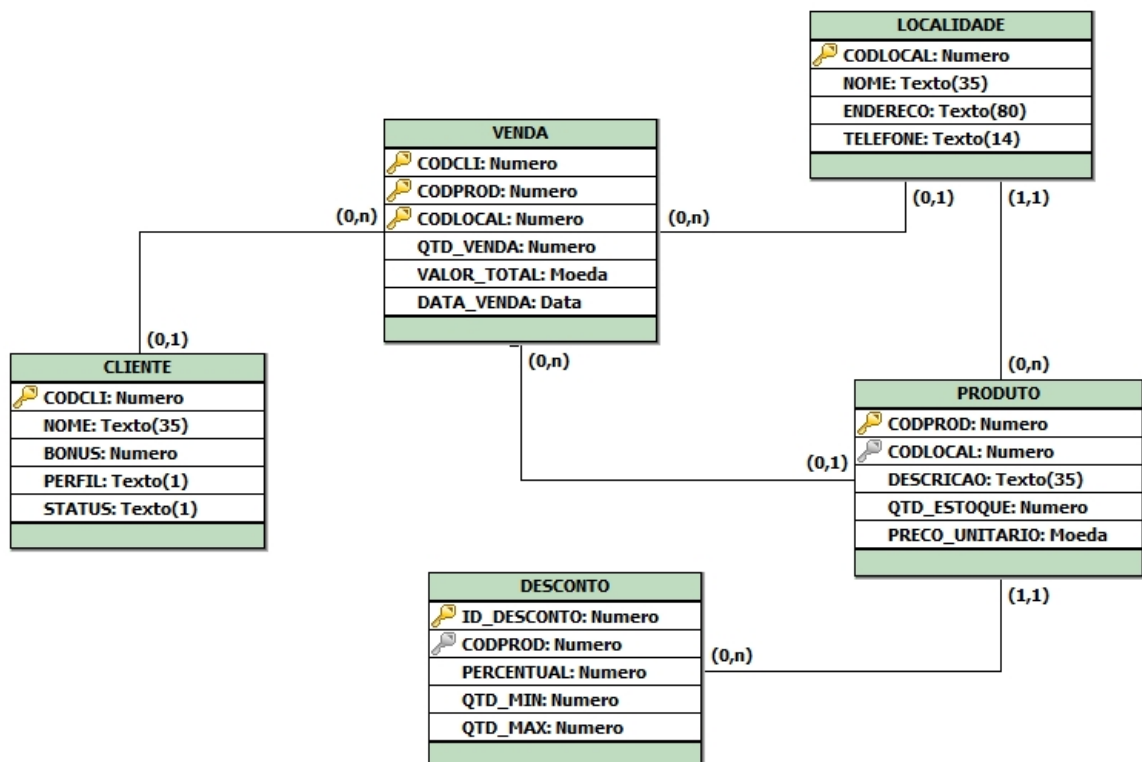 LOCALIDADE
CODLOCAL: Numero
NOME: Texto(35)
ENDERECO: Texto(80)
TELEFONE: Texto(14)
(0,1)
(1,1)
VENDA
CODCLI: Numero
CODPROD: Numero
CODLOCAL: Numero
QTD_VENDA: Numero
VALOR_TOTAL: Moeda
DATA_VENDA: Data
(0,n)
(0,n)
(0,n)
(0,1)
CLIENTE
CODCLI: Numero
NOME: Texto(35)
BONUS: Numero
PERFIL: Texto(1)
STATUS: Texto(1)
(0,n)
(0,1)
PRODUTO
CODPROD: Numero
CODLOCAL: Numero
DESCRICAO: Texto(35)
QTD_ESTOQUE: Numero
PRECO_UNITARIO: Moeda
(1,1)
(0,n)
DESCONTO
ID_DESCONTO: Numero
CODPROD: Numero
PERCENTUAL: Numero
QTD_MIN: Numero
QTD_MAX: Numero